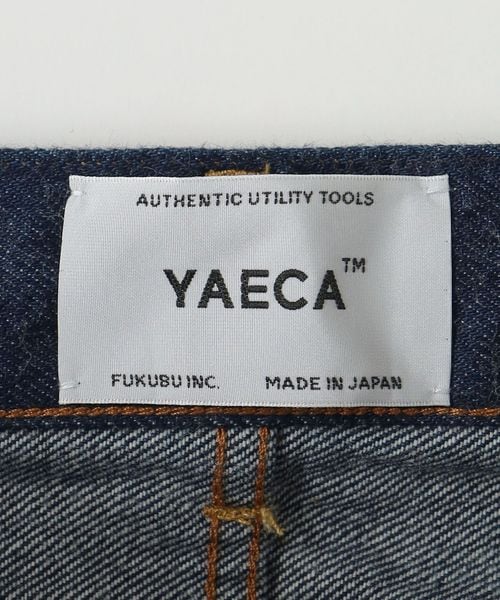 AUTHENTIC UTILITY TOOLS
YAECA™
FUKUBU INC. MADE IN JAPAN